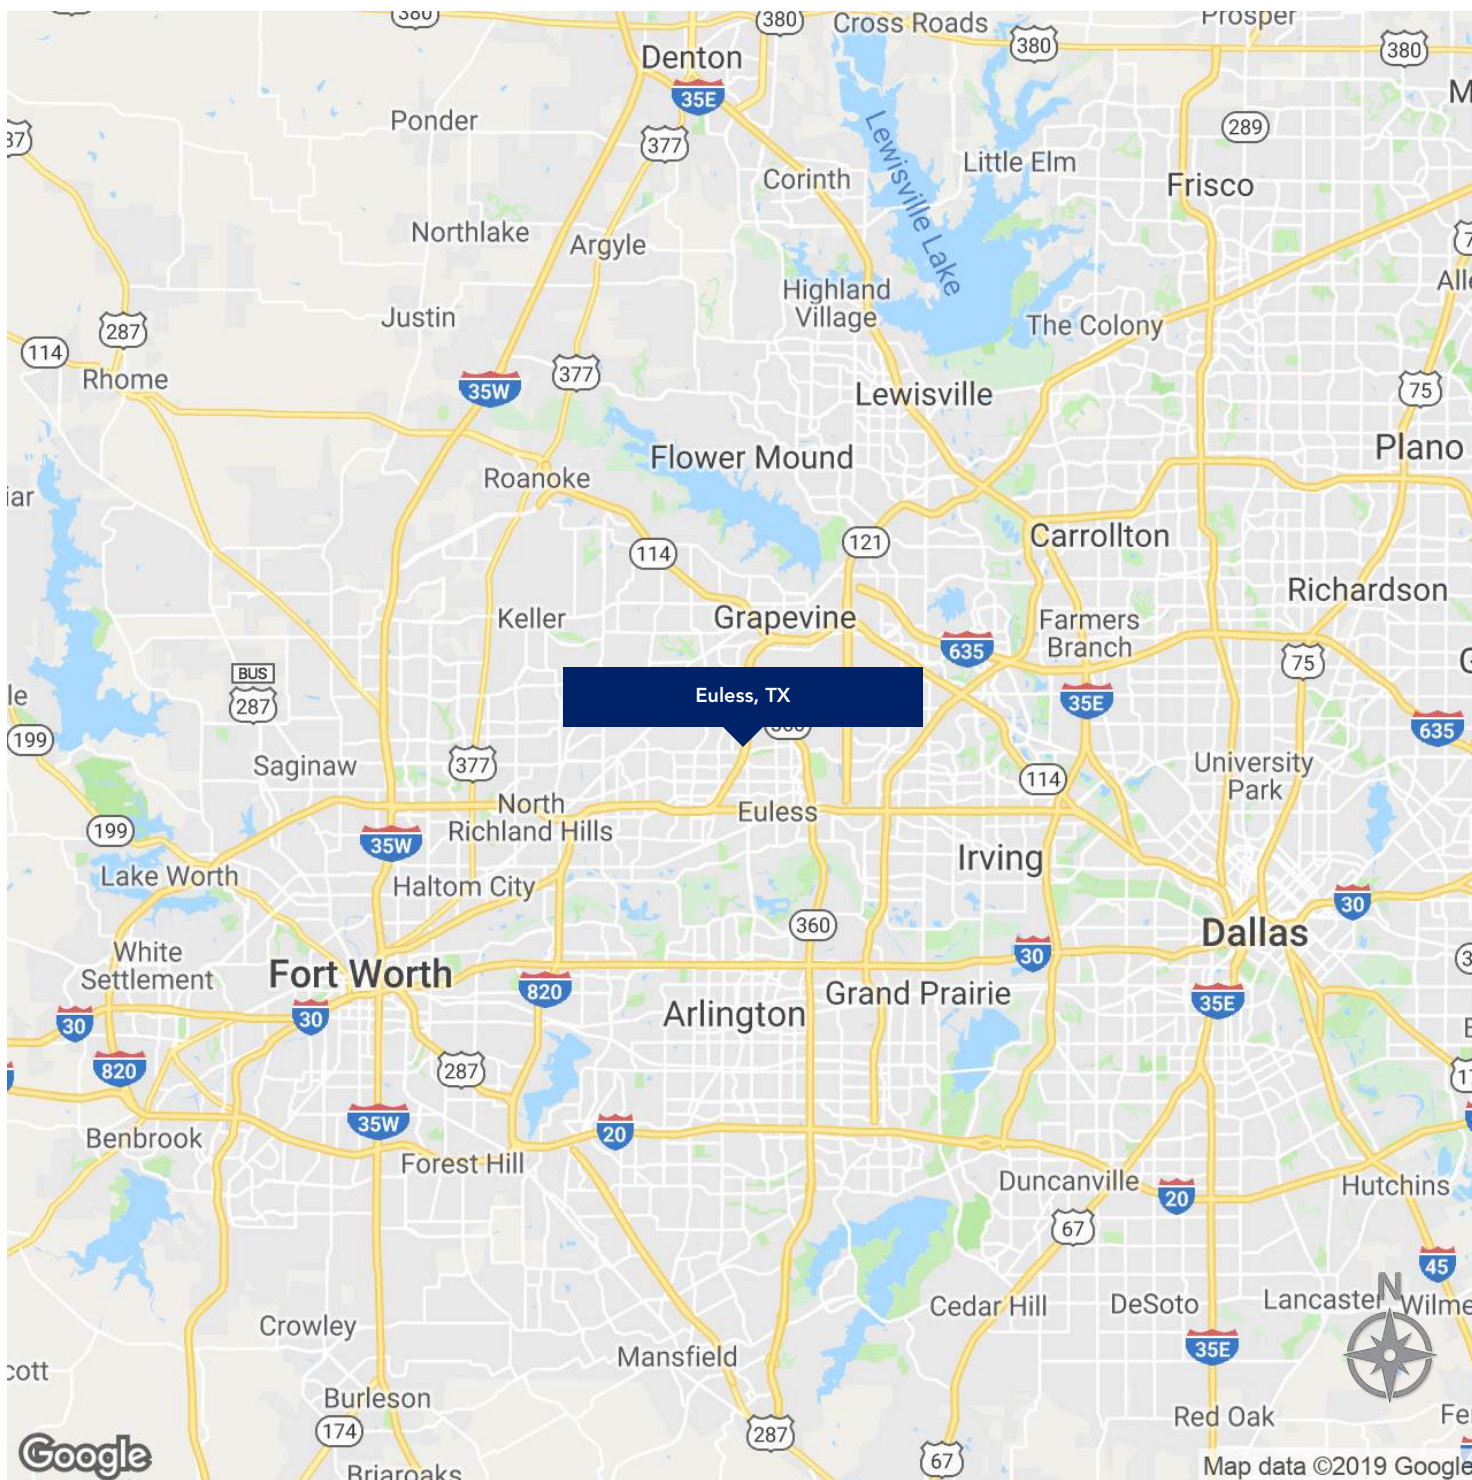 380
380
Cross Roads
Prosper
380
380
Denton
35E
Ponder
377
289
Corinth
Little Elm
Frisco
Lewisville Lake
Northlake
Argyle
Highland
Village
Justin
The Colony
287
114
Rhome
377
35W
75
Lewisville
Plano
Flower Mound
Roanoke
121
Carrollton
114
Richardson
Keller
Grapevine
Farmers
Branch
635
75
BUS
287
35E
Euless, TX
199
635
Saginaw
377
114
University
Park
North
Richland Hills
Euless
199
35W
Irving
Lake Worth
Haltom City
30
360
Dallas
White
Settlement
Fort Worth
30
820
Grand Prairie
35E
Arlington
30
30
820
287
35W
20
Benbrook
Forest Hill
Duncanville
20
Hutchins
67
45
N
Cedar Hill
DeSoto
Lancaster
Wilme
Crowley
35E
Mansfield
Burleson
174
287
Red Oak
67
Google
Briaroaks
Map data ©2019 Google